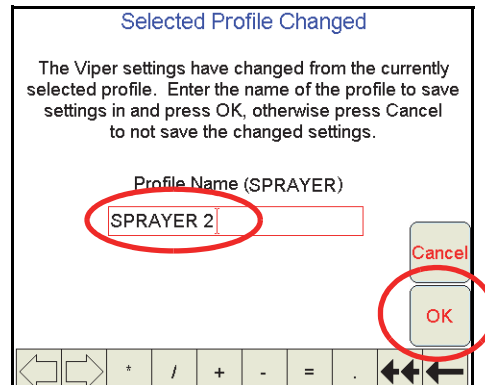 Selected Profile Changed
The Viper settings have changed from the currently
selected profile. Enter the name of the profile to save
settings in and press OK, otherwise press Cancel
to not save the changed settings.
Profile Name (SPRAYER)
SPRAYER 2
Cancel
OK
* / + - = .